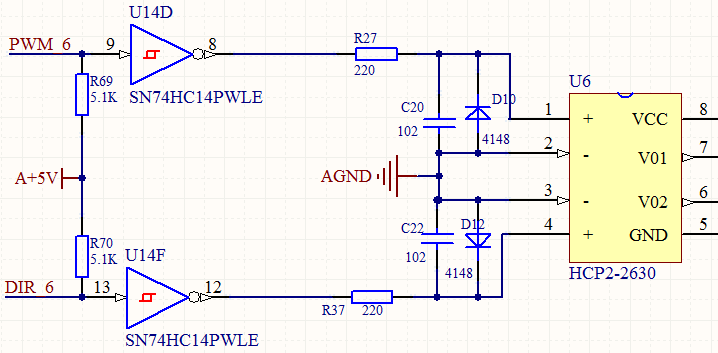 U14D
PWM_6
9
8
SN74HC14PWLE
R69
5.1K
R27
220
C20
102
D10
4148
U6
1
+
VCC
8
2
-
V01
7
A+5V
AGND
3
-
V02
6
4
+
GND
5
HCP2-2630
C22
102
D12
4148
R70
5.1K
U14F
DIR_6
13
12
SN74HC14PWLE
R37
220